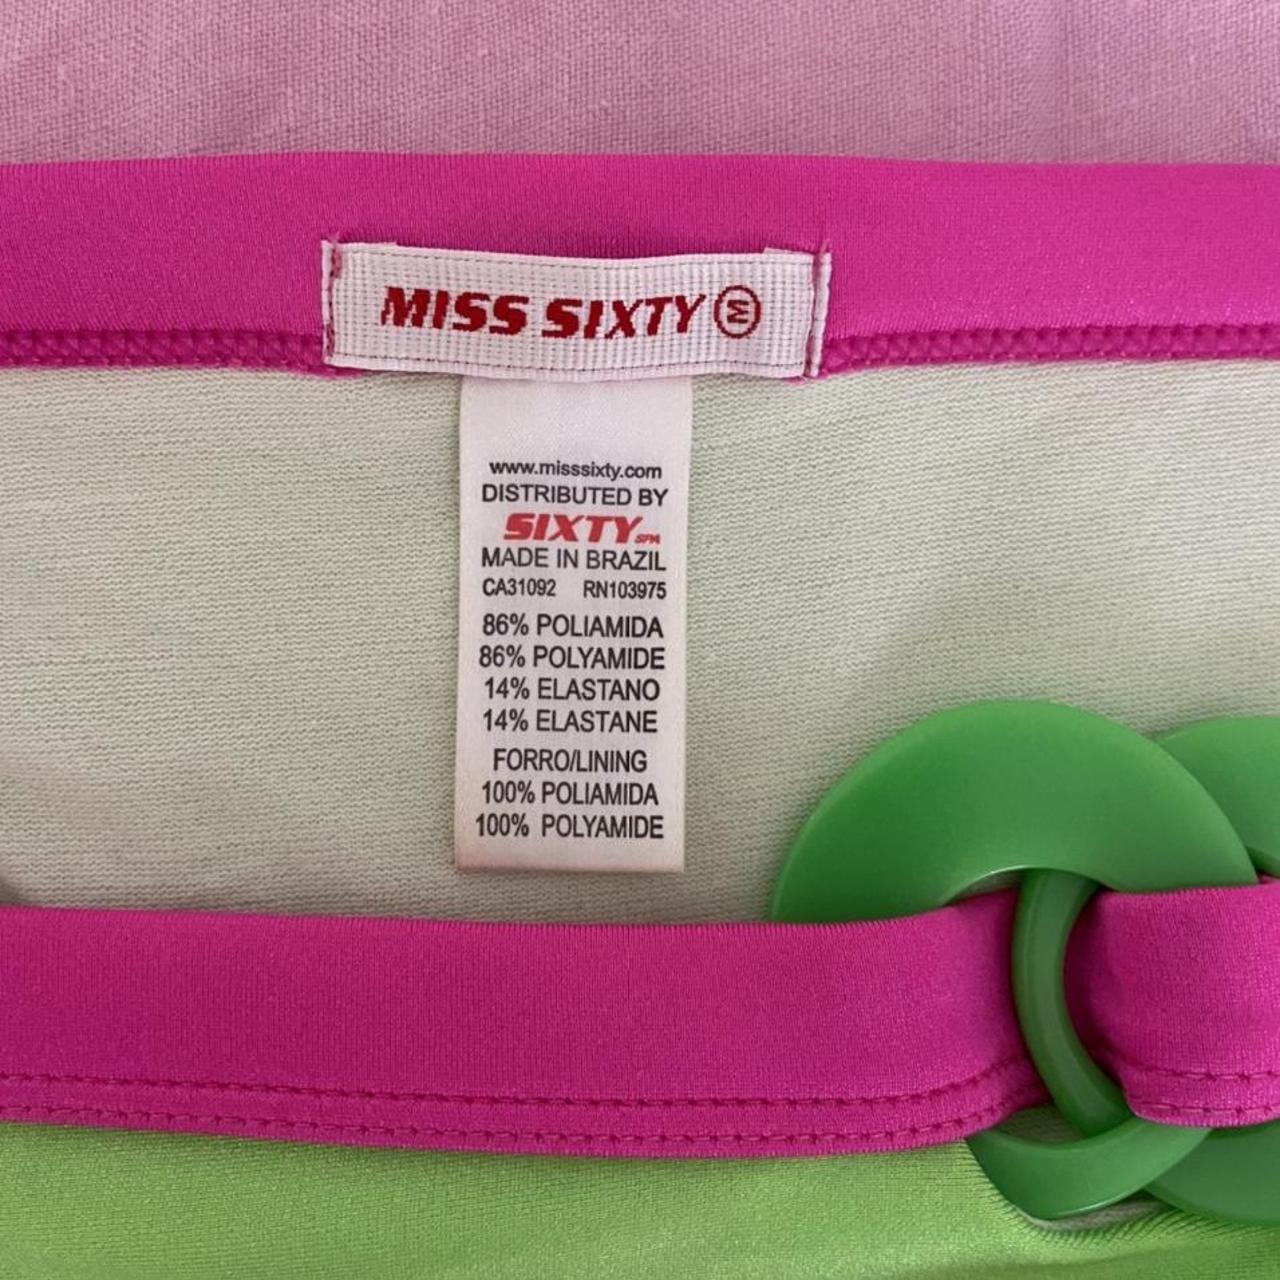 MISS SIXTY M
www.misssixty.com
DISTRIBUTED BY
SIXTY SPA
MADE IN BRAZIL
CA31092 RN103975
86% POLIAMIDA
86% POLYAMIDE
14% ELASTANO
14% ELASTANE
FORRO/LINING
100% POLIAMIDA
100% POLYAMIDE